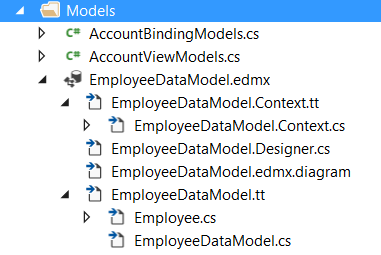 Models
C# AccountBindingModels.cs
C# AccountViewModels.cs
EmployeeDataModel.edmx
EmployeeDataModel.Context.tt
EmployeeDataModel.Context.cs
EmployeeDataModel.Designer.cs
EmployeeDataModel.edmx.diagram
EmployeeDataModel.tt
Employee.cs
EmployeeDataModel.cs